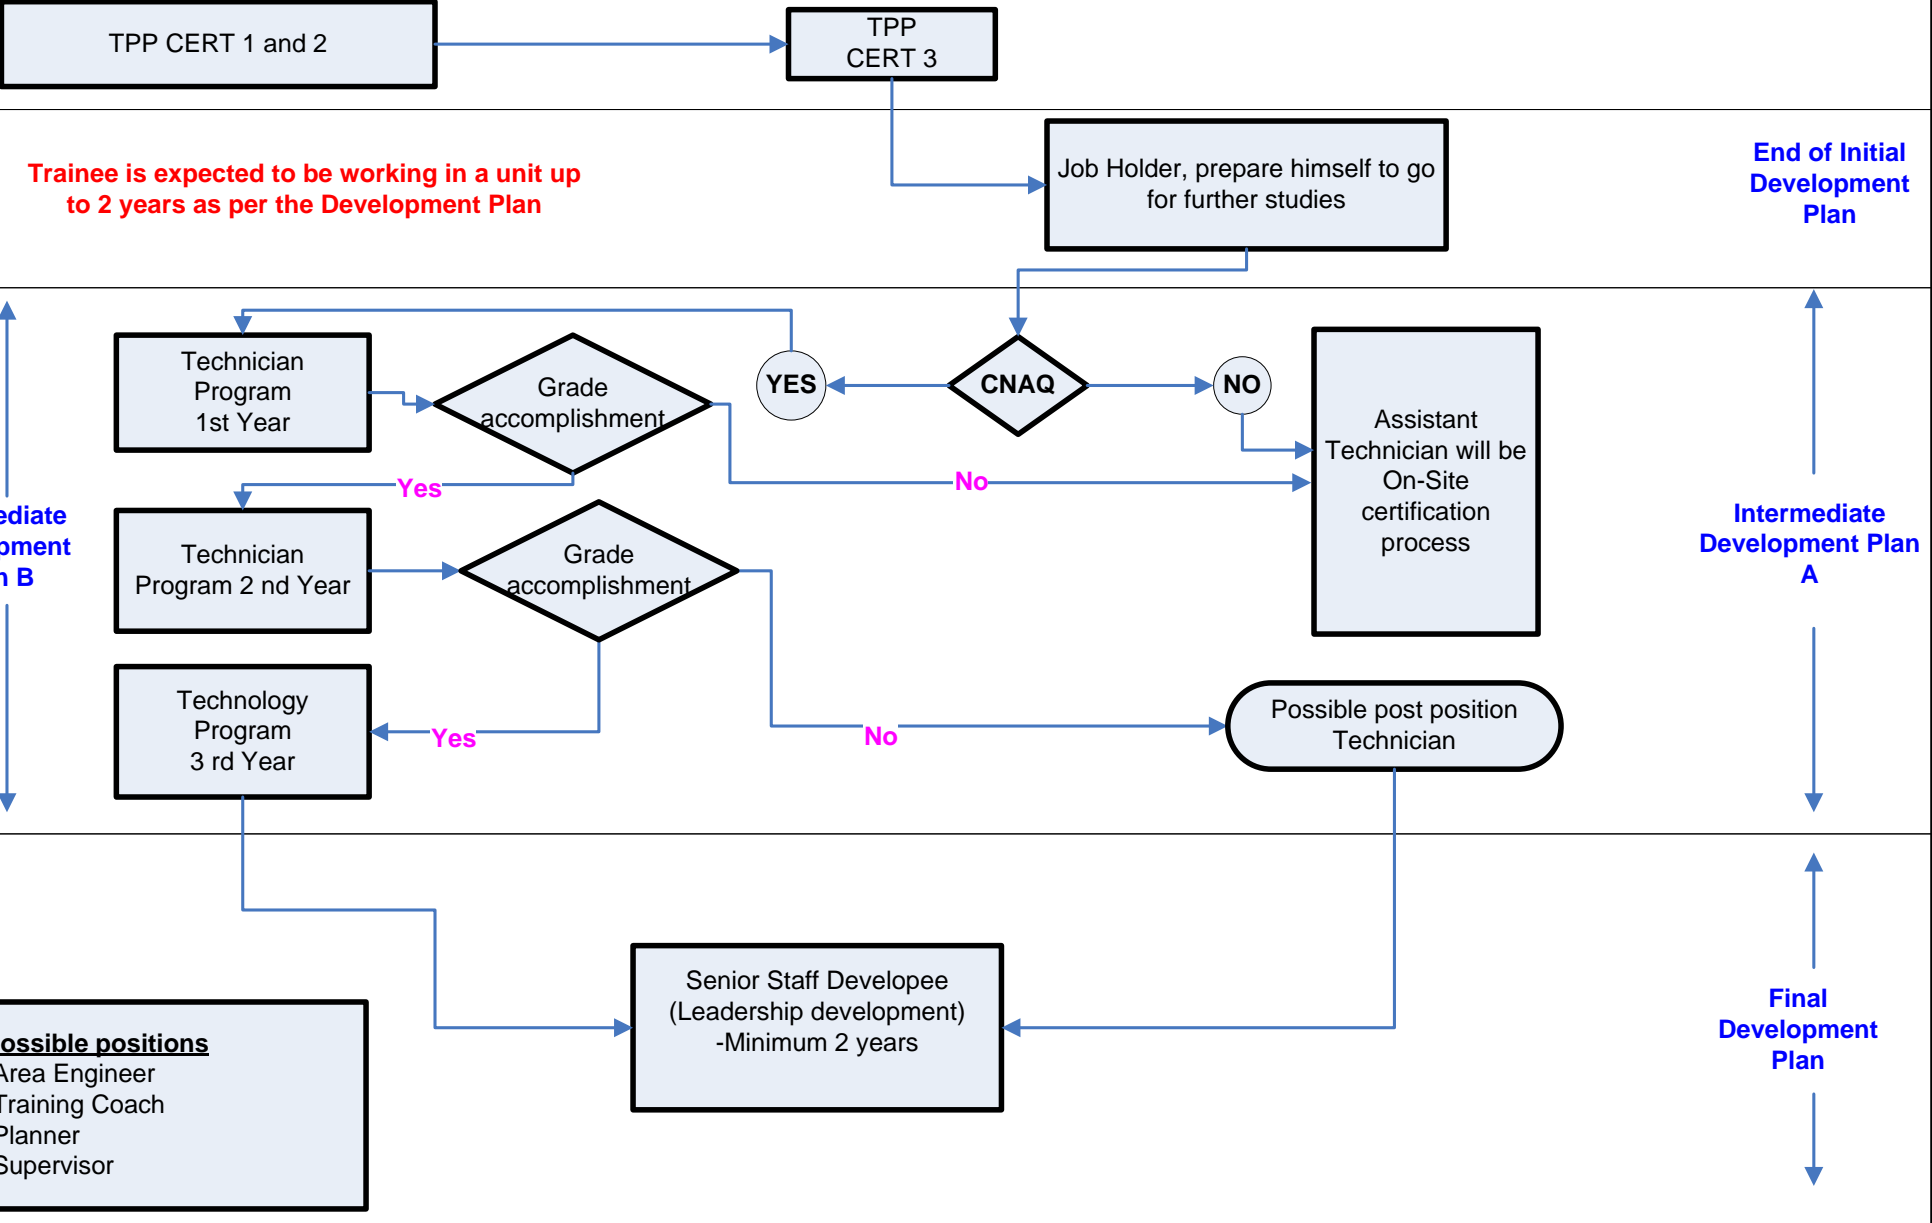 TPP CERT 1 and 2
TPP
CERT 3
Trainee is expected to be working in a unit up
to 2 years as per the Development Plan
Job Holder, prepare himself to go
for further studies
End of Initial
Development
Plan
Technician
Program
1st Year
Grade
accomplishment
YES
CNAQ
NO
Assistant
Technician will be
On-Site
certification
process
Yes
No
ediate
pment
n B
Intermediate
Development Plan
A
Technician
Program 2 nd Year
Grade
accomplishment
Technology
Program
3 rd Year
Yes
No
Possible post position
Technician
Senior Staff Developee
(Leadership development)
-Minimum 2 years
Final
Development
Plan
ossible positions
Area Engineer
Training Coach
Planner
Supervisor